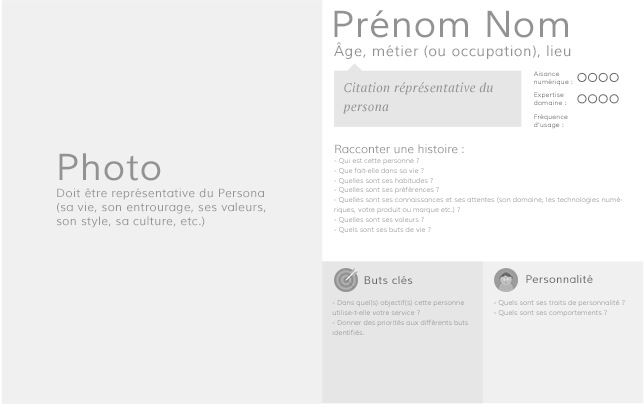 Prénom Nom
Âge, métier (ou occupation), lieu
Citation réprésentative du
persona
Aisance
numérique :
Expertise
domaine :
Fréquence
d'usage :
Photo
Doit être représentative du Persona
(sa vie, son entourage, ses valeurs,
son style, sa culture, etc.)
Racconter une histoire :
- Qui est cette personne ?
- Que fait-elle dans sa vie ?
- Quelles sont ses habitudes ?
- Quelles sont ses préférences ?
- Quelles sont ses connaissances et ses attentes (son domaine, les technologies numé-
riques, votre produit ou marque etc.) ?
- Quelles sont ses valeurs ?
- Quels sont ses buts de vie ?
Buts clés
- Dans quel(s) objectif(s) cette personne
utilise-t-elle votre service ?
- Donner des priorités aux différents buts
identifiés.
Personnalité
- Quels sont ses traits de personnalité ?
- Quels sont ses comportements ?